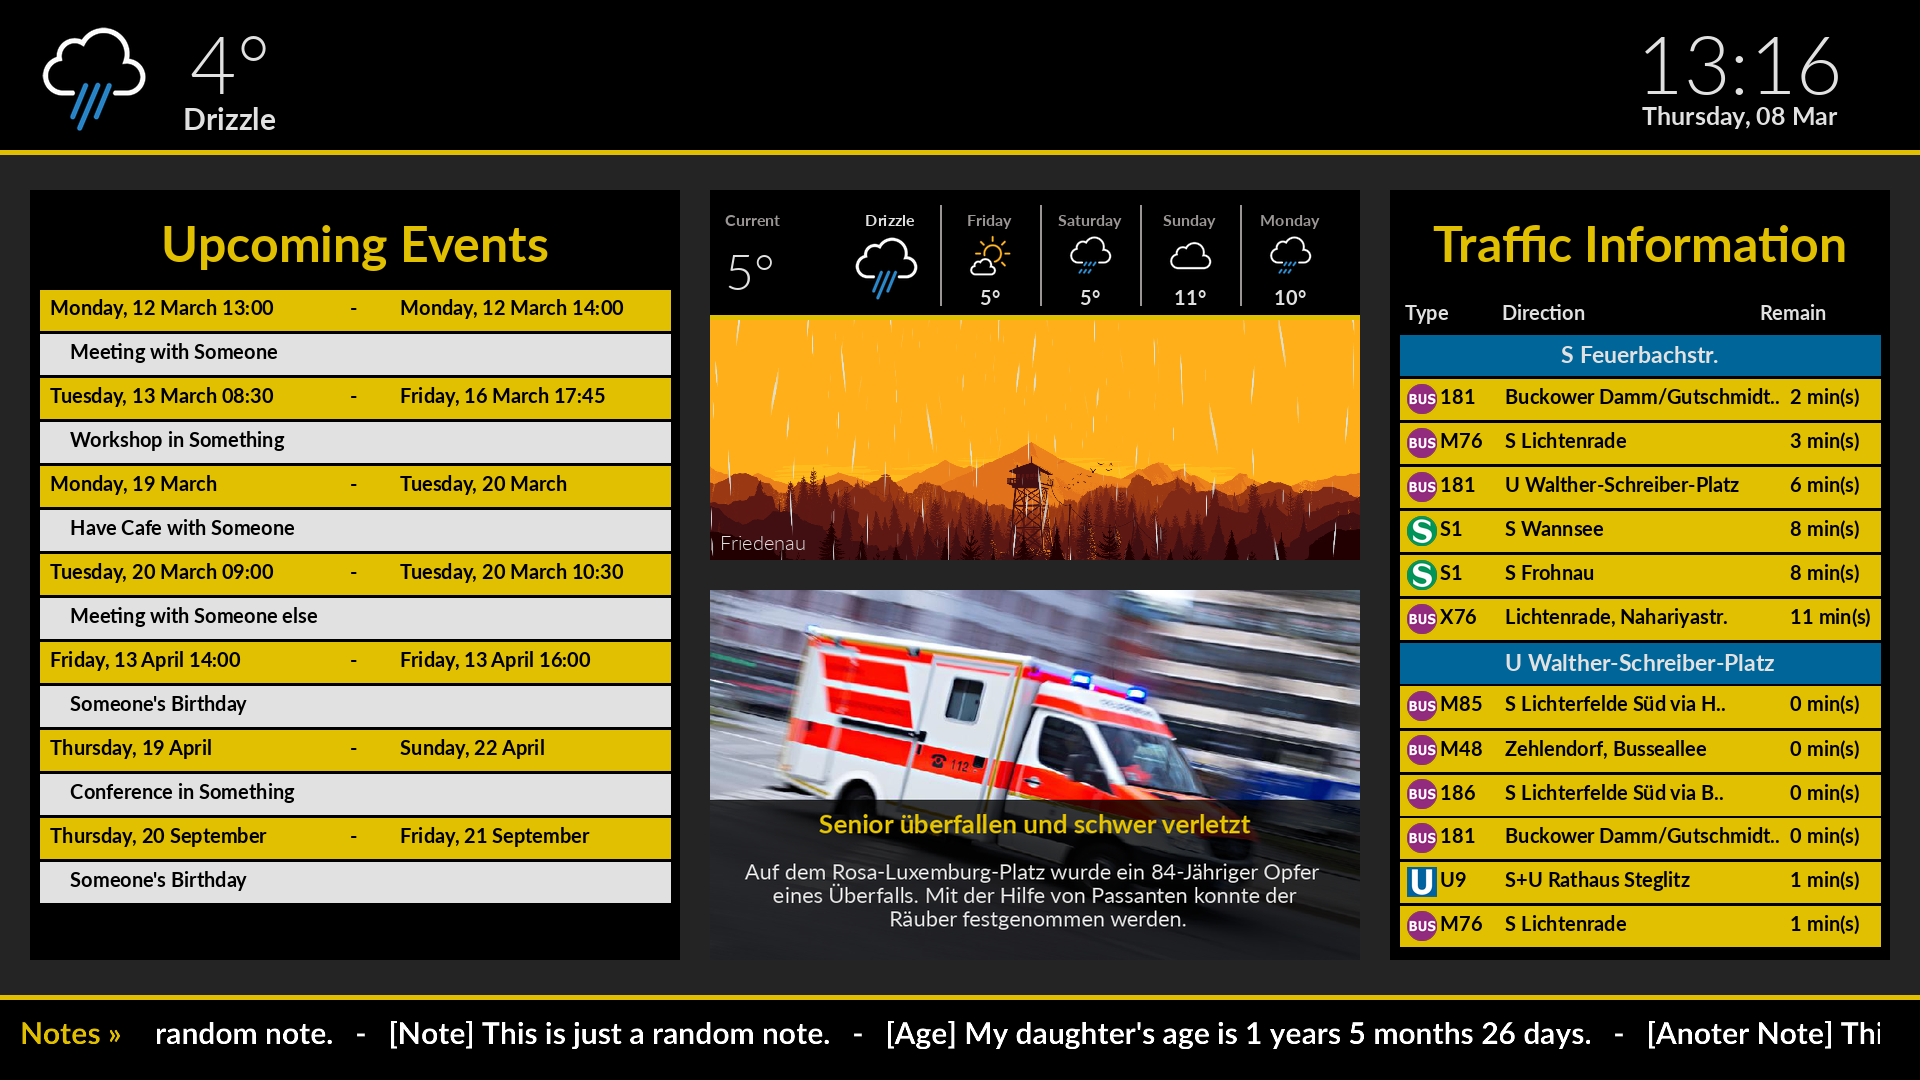 4°
Drizzle
13:16
Thursday, 08 Mar
Upcoming Events
Monday, 12 March 13:00 - Monday, 12 March 14:00
Meeting with Someone
Tuesday, 13 March 08:30 - Friday, 16 March 17:45
Workshop in Something
Monday, 19 March - Tuesday, 20 March
Have Cafe with Someone
Tuesday, 20 March 09:00 - Tuesday, 20 March 10:30
Meeting with Someone else
Friday, 13 April 14:00 - Friday, 13 April 16:00
Someone's Birthday
Thursday, 19 April - Sunday, 22 April
Conference in Something
Thursday, 20 September - Friday, 21 September
Someone's Birthday
Current Drizzle Friday Saturday Sunday Monday
5° 5° 5° 11° 10°
Friedenau
112
Senior überfallen und schwer verletzt
Auf dem Rosa-Luxemburg-Platz wurde ein 84-Jähriger Opfer
eines Überfalls. Mit der Hilfe von Passanten konnte der
Räuber festgenommen werden.
Traffic Information
Type Direction Remain
S Feuerbachstr.
BUS 181 Buckower Damm/Gutschmidt.. 2 min(s)
BUS M76 S Lichtenrade 3 min(s)
BUS 181 U Walther-Schreiber-Platz 6 min(s)
S S1 S Wannsee 8 min(s)
S S1 S Frohnau 8 min(s)
BUS X76 Lichtenrade, Nahariyastr. 11 min(s)
U Walther-Schreiber-Platz
BUS M85 S Lichterfelde Süd via H.. 0 min(s)
BUS M48 Zehlendorf, Busseallee 0 min(s)
BUS 186 S Lichterfelde Süd via B.. 0 min(s)
BUS 181 Buckower Damm/Gutschmidt.. 0 min(s)
U U9 S+U Rathaus Steglitz 1 min(s)
BUS M76 S Lichtenrade 1 min(s)
Notes » random note. - [Note] This is just a random note. - [Age] My daughter's age is 1 years 5 months 26 days. - [Anoter Note] Thi